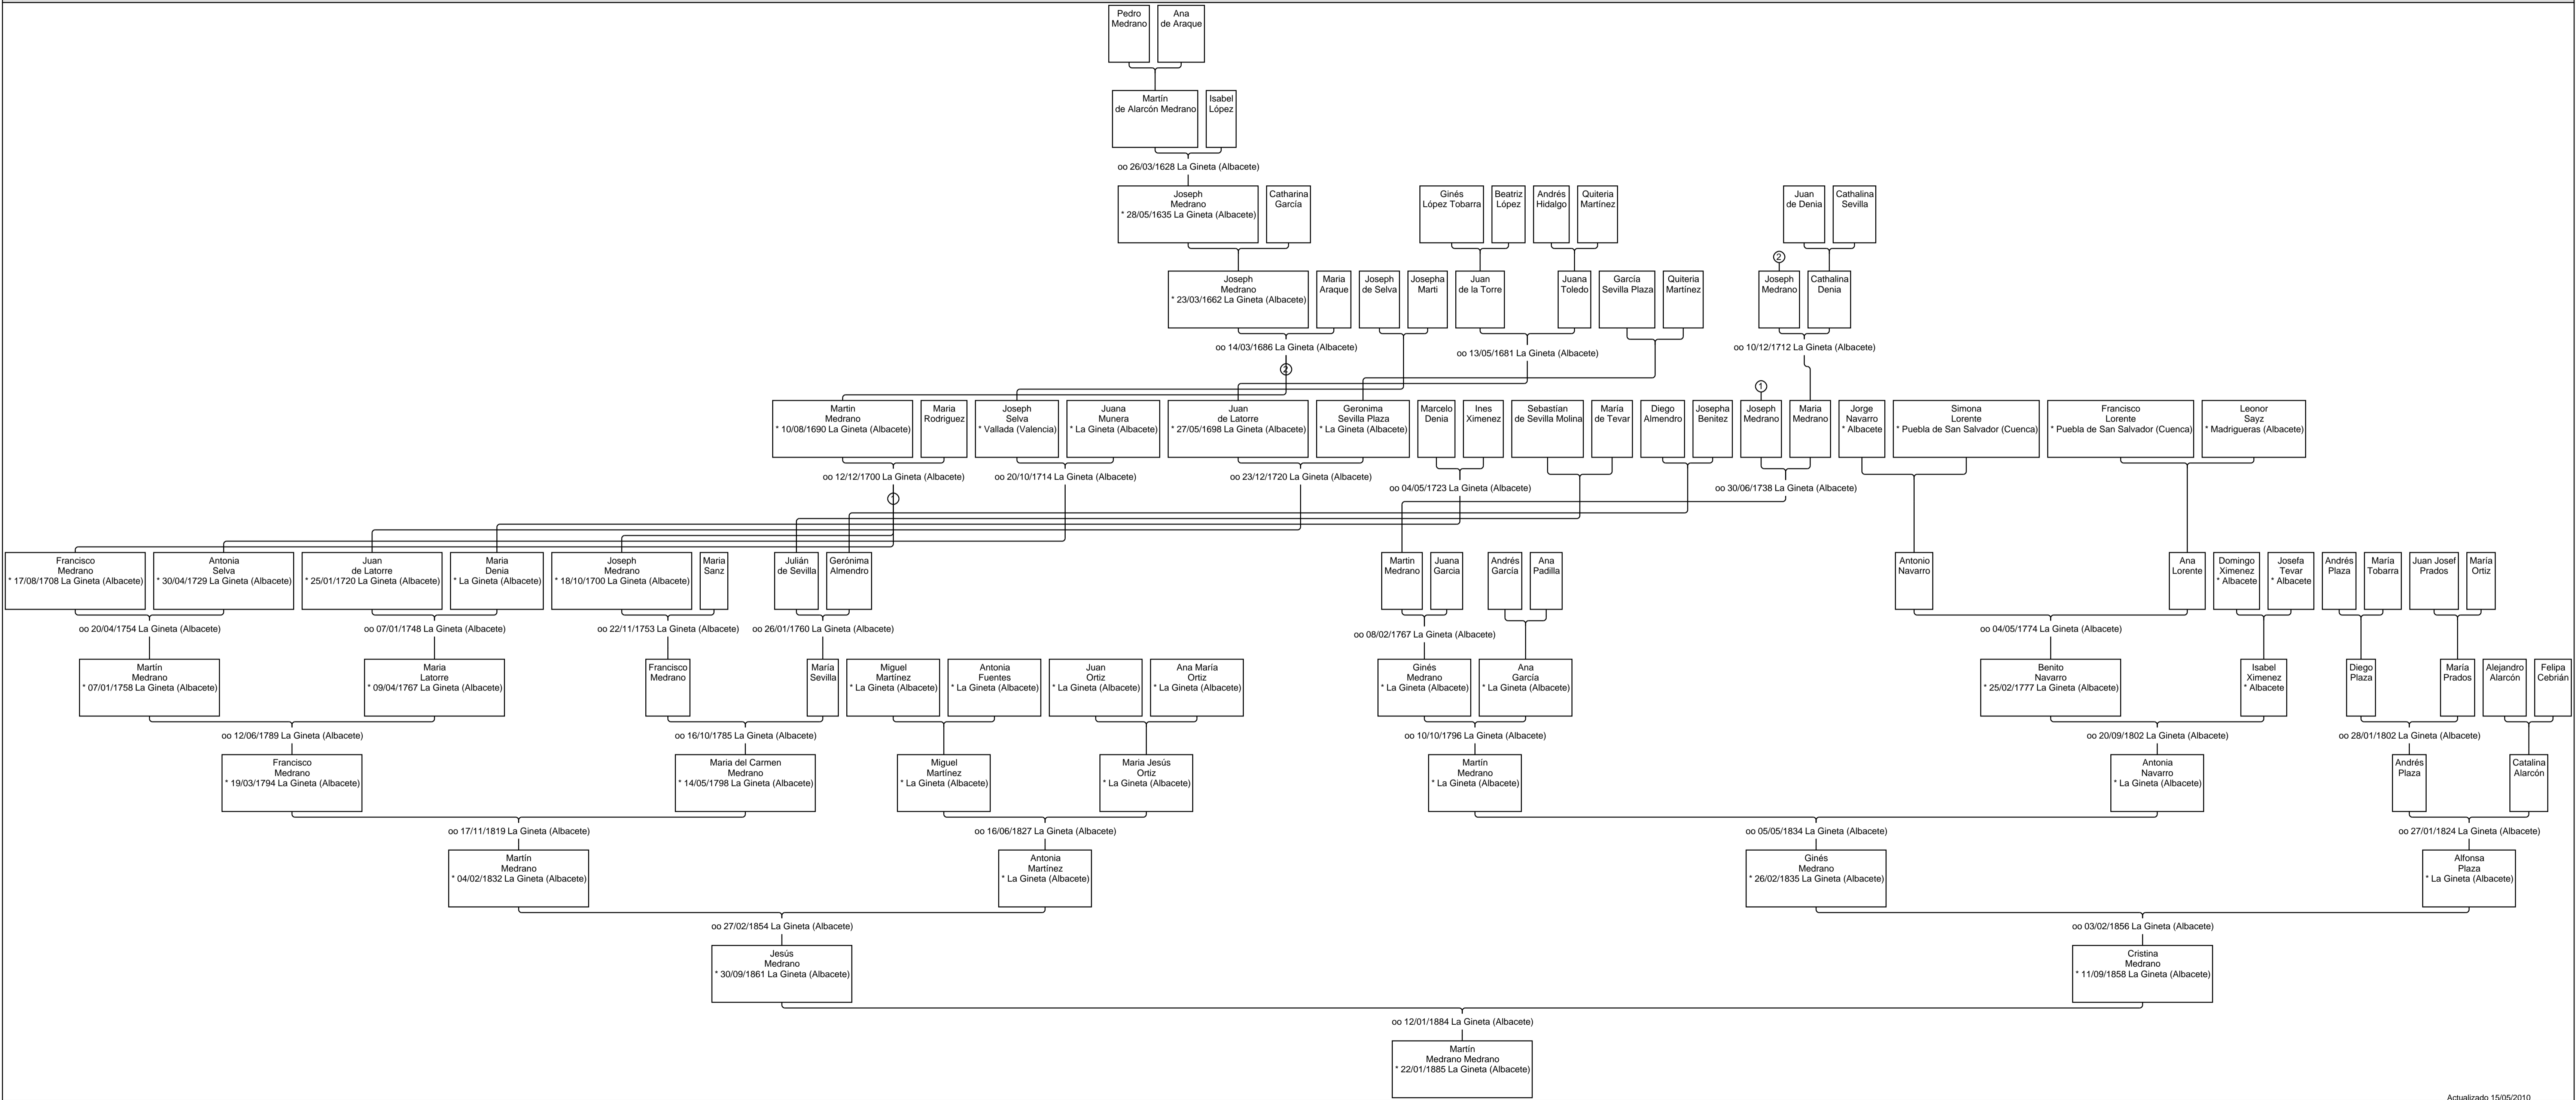 Pedro
Medrano
Ana
de Araque
Martín
de Alarcón Medrano
Isabel
López
oo 26/03/1628 La Gineta (Albacete)
Joseph
Medrano
* 28/05/1635 La Gineta (Albacete)
Catharina
García
Ginés
López Tobarra
Beatriz
López
Andrés
Hidalgo
Quiteria
Martínez
Juan
de Denia
Cathalina
Sevilla
2
Joseph
Medrano
* 23/03/1662 La Gineta (Albacete)
Maria
Araque
Joseph
de Selva
Josepha
Marti
Juan
de la Torre
Juana
Toledo
García
Sevilla Plaza
Quiteria
Martínez
Joseph
Medrano
Cathalina
Denia
oo 14/03/1686 La Gineta (Albacete)
oo 13/05/1681 La Gineta (Albacete)
oo 10/12/1712 La Gineta (Albacete)
2
1
Martin
Medrano
* 10/08/1690 La Gineta (Albacete)
Maria
Rodriguez
Joseph
Selva
* Vallada (Valencia)
Juana
Munera
* La Gineta (Albacete)
Juan
de Latorre
* 27/05/1698 La Gineta (Albacete)
Geronima
Sevilla Plaza
* La Gineta (Albacete)
Marcelo
Denia
Ines
Ximenez
Sebastían
de Sevilla Molina
María
de Tevar
Diego
Almendro
Josepha
Benitez
Joseph
Medrano
Maria
Medrano
Jorge
Navarro
* Albacete
Simona
Lorente
* Puebla de San Salvador (Cuenca)
Francisco
Lorente
* Puebla de San Salvador (Cuenca)
Leonor
Sayz
* Madrigueras (Albacete)
oo 12/12/1700 La Gineta (Albacete)
oo 20/10/1714 La Gineta (Albacete)
oo 23/12/1720 La Gineta (Albacete)
oo 04/05/1723 La Gineta (Albacete)
oo 30/06/1738 La Gineta (Albacete)
1
Francisco
Medrano
* 17/08/1708 La Gineta (Albacete)
Antonia
Selva
* 30/04/1729 La Gineta (Albacete)
Juan
de Latorre
* 25/01/1720 La Gineta (Albacete)
Maria
Denia
* La Gineta (Albacete)
Joseph
Medrano
* 18/10/1700 La Gineta (Albacete)
Maria
Sanz
Julián
de Sevilla
Gerónima
Almendro
Martin
Medrano
Juana
Garcia
Andrés
García
Ana
Padilla
Antonio
Navarro
Ana
Lorente
Domingo
Ximenez
* Albacete
Josefa
Tevar
* Albacete
Andrés
Plaza
María
Tobarra
Juan Josef
Prados
María
Ortiz
oo 20/04/1754 La Gineta (Albacete)
oo 07/01/1748 La Gineta (Albacete)
oo 22/11/1753 La Gineta (Albacete)
oo 26/01/1760 La Gineta (Albacete)
oo 08/02/1767 La Gineta (Albacete)
oo 04/05/1774 La Gineta (Albacete)
Martín
Medrano
* 07/01/1758 La Gineta (Albacete)
Maria
Latorre
* 09/04/1767 La Gineta (Albacete)
Francisco
Medrano
María
Sevilla
Miguel
Martínez
* La Gineta (Albacete)
Antonia
Fuentes
* La Gineta (Albacete)
Juan
Ortiz
* La Gineta (Albacete)
Ana María
Ortiz
* La Gineta (Albacete)
Ginés
Medrano
* La Gineta (Albacete)
Ana
García
* La Gineta (Albacete)
Benito
Navarro
* 25/02/1777 La Gineta (Albacete)
Isabel
Ximenez
* Albacete
Diego
Plaza
María
Prados
Alejandro
Alarcón
Felipa
Cebrián
oo 12/06/1789 La Gineta (Albacete)
oo 16/10/1785 La Gineta (Albacete)
oo 10/10/1796 La Gineta (Albacete)
oo 20/09/1802 La Gineta (Albacete)
oo 28/01/1802 La Gineta (Albacete)
Francisco
Medrano
* 19/03/1794 La Gineta (Albacete)
Maria del Carmen
Medrano
* 14/05/1798 La Gineta (Albacete)
Miguel
Martínez
* La Gineta (Albacete)
Maria Jesús
Ortiz
* La Gineta (Albacete)
Martín
Medrano
* La Gineta (Albacete)
Antonia
Navarro
* La Gineta (Albacete)
Andrés
Plaza
Catalina
Alarcón
oo 17/11/1819 La Gineta (Albacete)
oo 16/06/1827 La Gineta (Albacete)
oo 05/05/1834 La Gineta (Albacete)
oo 27/01/1824 La Gineta (Albacete)
Martín
Medrano
* 04/02/1832 La Gineta (Albacete)
Antonia
Martínez
* La Gineta (Albacete)
Ginés
Medrano
* 26/02/1835 La Gineta (Albacete)
Alfonsa
Plaza
* La Gineta (Albacete)
oo 27/02/1854 La Gineta (Albacete)
oo 03/02/1856 La Gineta (Albacete)
Jesús
Medrano
* 30/09/1861 La Gineta (Albacete)
Cristina
Medrano
* 11/09/1858 La Gineta (Albacete)
oo 12/01/1884 La Gineta (Albacete)
Martín
Medrano Medrano
* 22/01/1885 La Gineta (Albacete)
Actualizado 15/05/2010